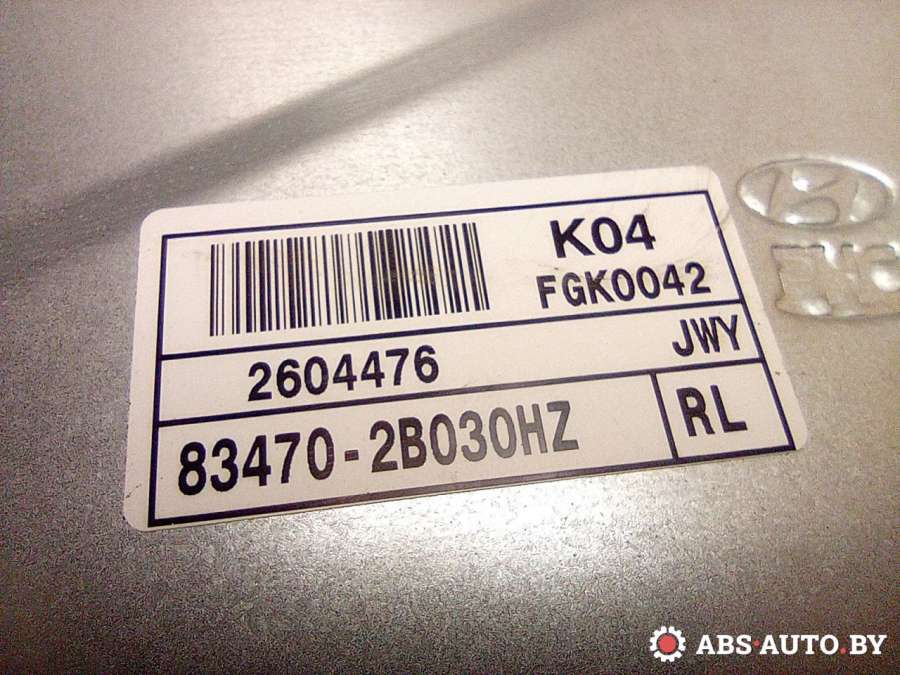 K04
FGK0042
2604476
JWY
83470-2B030HZ
RL
ABS·AUTO.BY